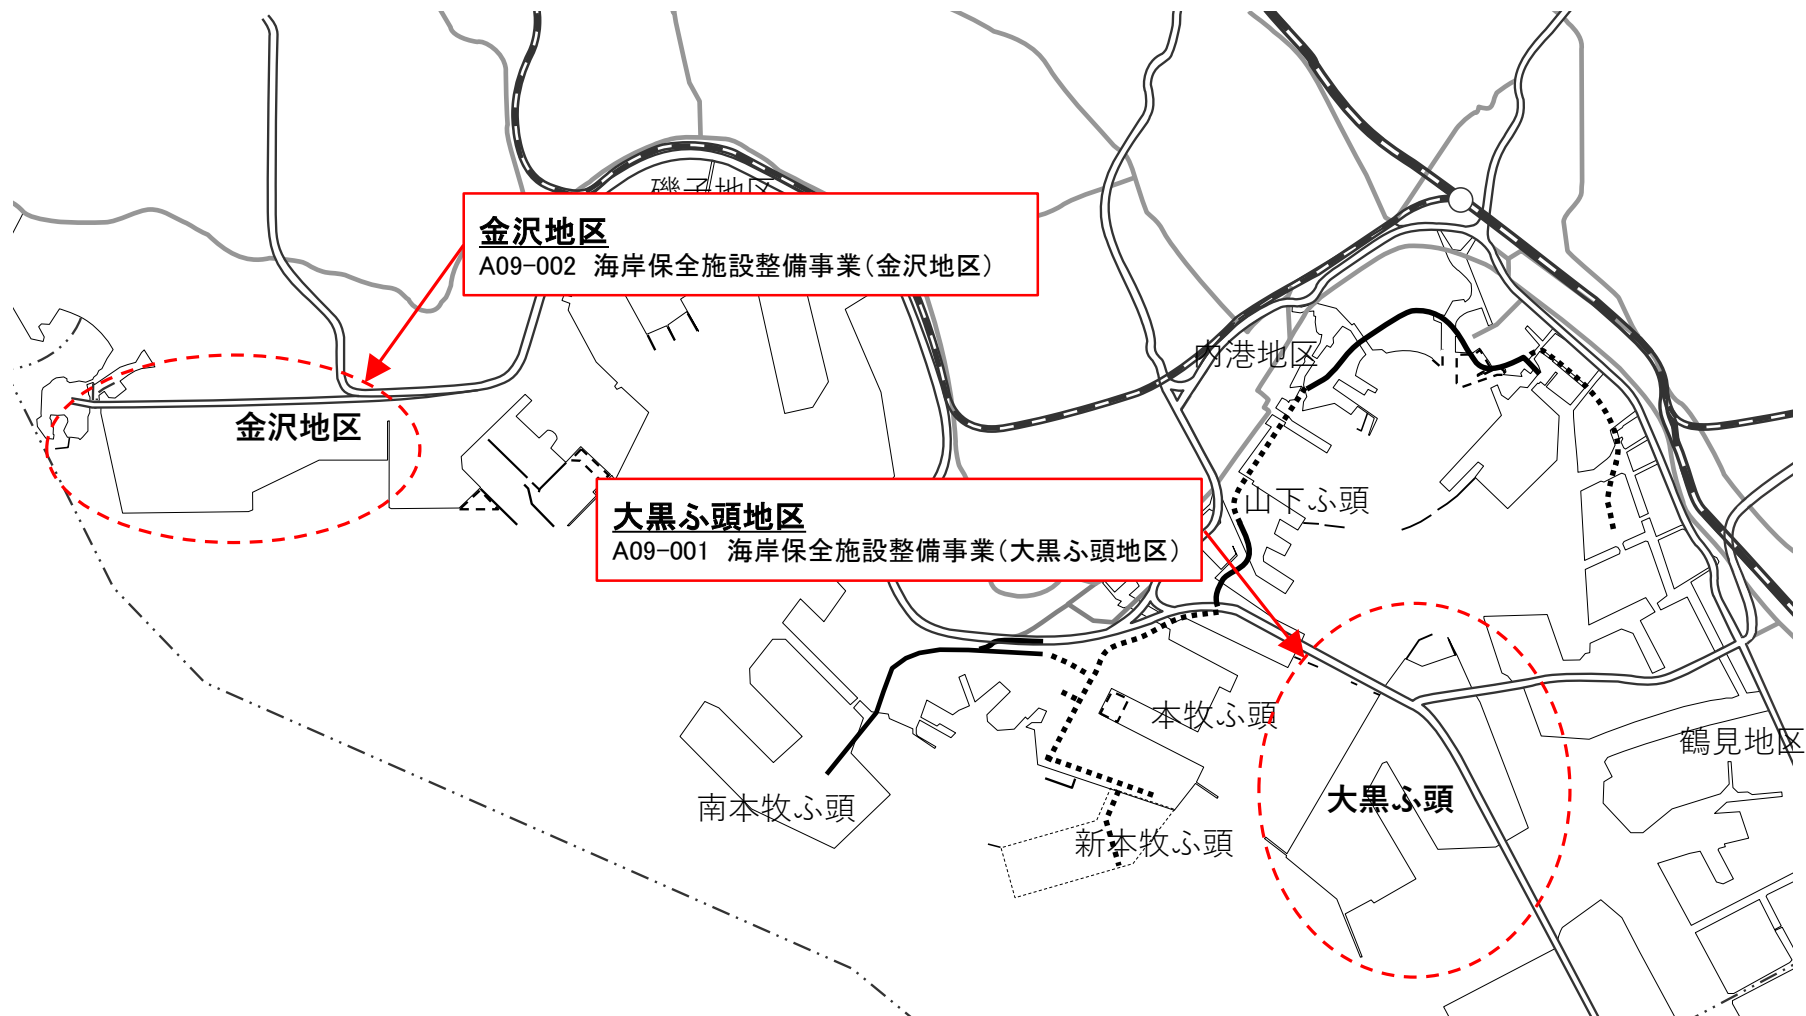 磯子地区
金沢地区
A09-002 海岸保全施設整備事業(金沢地区)
内港地区
金沢地区
山下ふ頭
大黒ふ頭地区
A09-001 海岸保全施設整備事業(大黒ふ頭地区)
本牧ふ頭
鶴見地区
南本牧ふ頭
大黒ふ頭
新本牧ふ頭